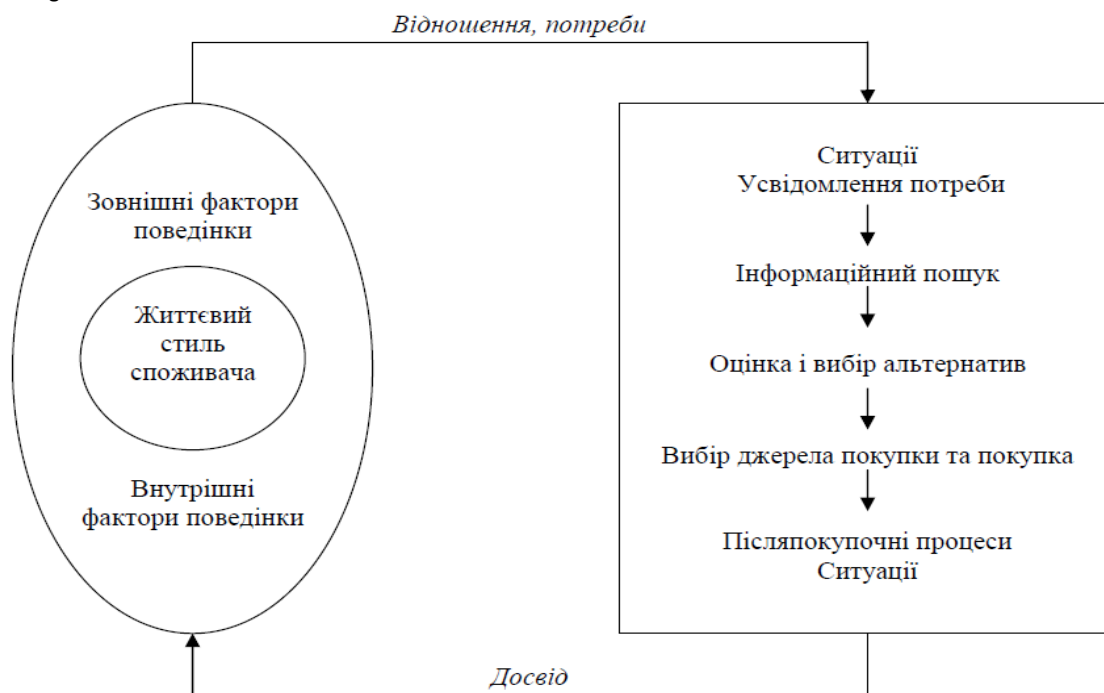 Відношення, потреби
Зовнішні фактори
поведінки
Життєвий
стиль
споживача
Внутрішні
фактори поведінки
Ситуації
Усвідомлення потреби
Інформаційний пошук
Оцінка і вибір альтернатив
Вибір джерела покупки та покупка
Післяпокупочні процеси
Ситуації
Досвід